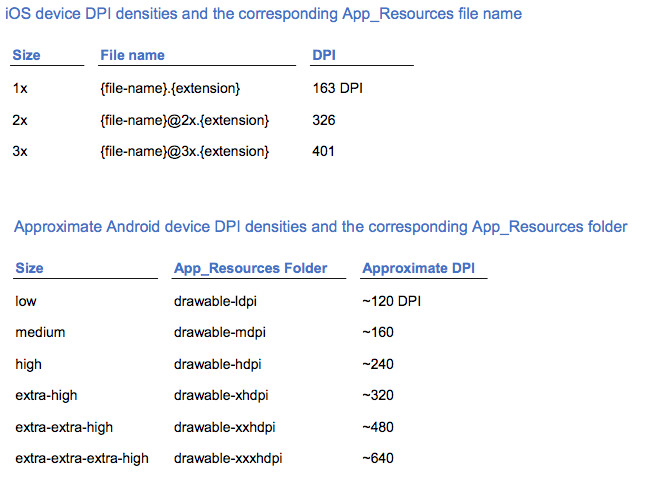 iOS device DPI densities and the corresponding App_Resources file name
Size File name DPI
1x {file-name}.{extension} 163 DPI
2x {file-name}@2x.{extension} 326
3x {file-name}@3x.{extension} 401
Approximate Android device DPI densities and the corresponding App_Resources folder
Size App_Resources Folder Approximate DPI
low drawable-ldpi ~120 DPI
medium drawable-mdpi ~160
high drawable-hdpi ~240
extra-high drawable-xhdpi ~320
extra-extra-high drawable-xxhdpi ~480
extra-extra-extra-high drawable-xxxhdpi ~640